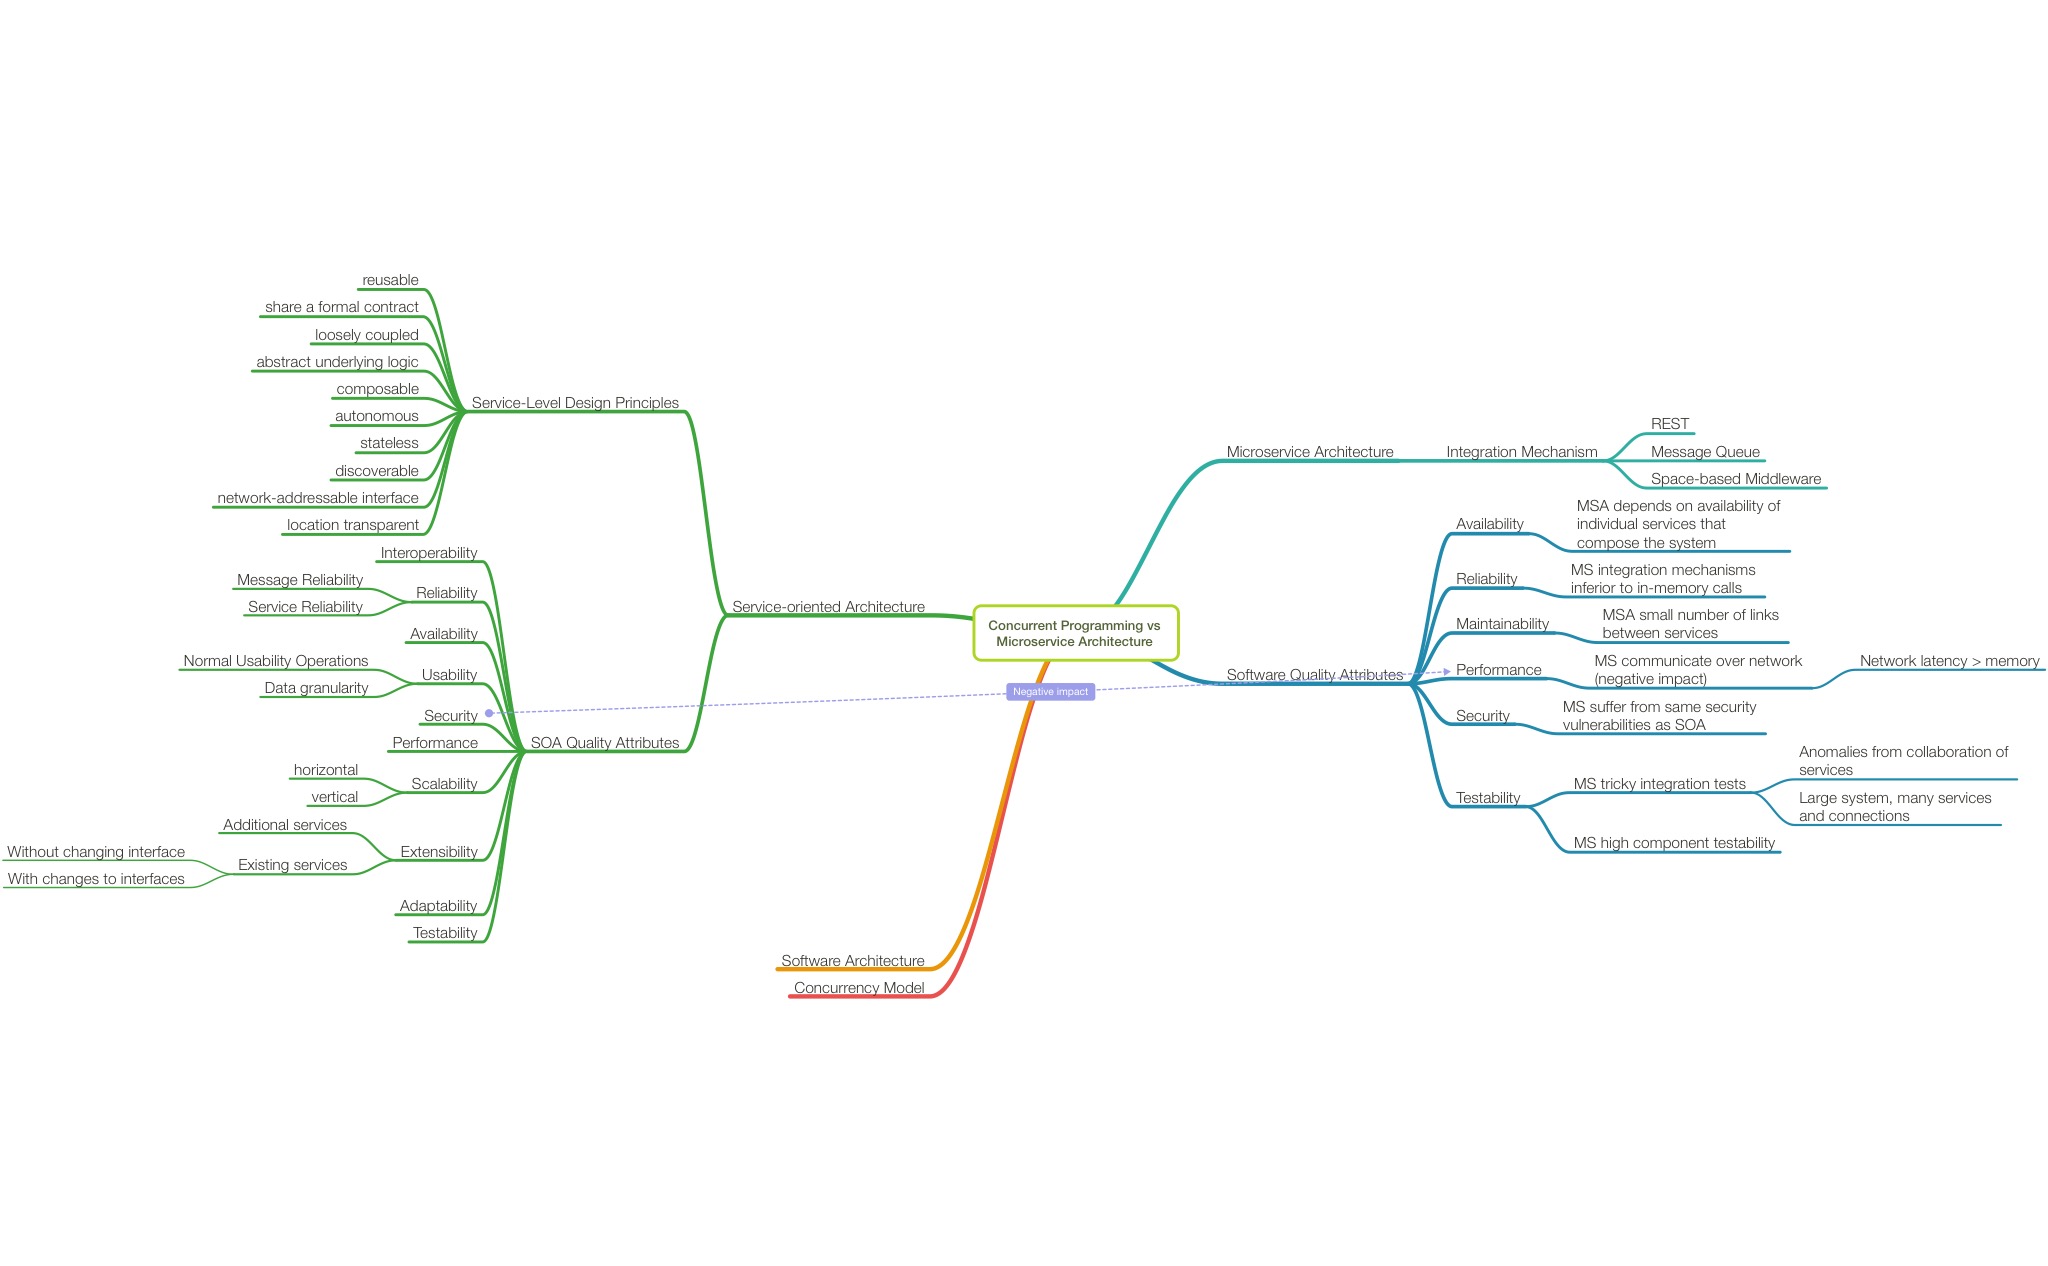 Concurrent Programming vs
Microservice Architecture
Service-oriented Architecture
Service-Level Design Principles
reusable
share a formal contract
loosely coupled
abstract underlying logic
composable
autonomous
stateless
discoverable
network-addressable interface
location transparent
SOA Quality Attributes
Interoperability
Reliability
Message Reliability
Service Reliability
Availability
Usability
Normal Usability Operations
Data granularity
Security
Performance
Scalability
horizontal
vertical
Extensibility
Additional services
Existing services
Without changing interface
With changes to interfaces
Adaptability
Testability
Software Architecture
Concurrency Model
Negative impact
Microservice Architecture
Integration Mechanism
REST
Message Queue
Space-based Middleware
Software Quality Attributes
Availability
MSA depends on availability of
individual services that
compose the system
Reliability
MS integration mechanisms
inferior to in-memory calls
Maintainability
MSA small number of links
between services
Performance
MS communicate over network
(negative impact)
Network latency > memory
Security
MS suffer from same security
vulnerabilities as SOA
Testability
MS tricky integration tests
Anomalies from collaboration of
services
Large system, many services
and connections
MS high component testability